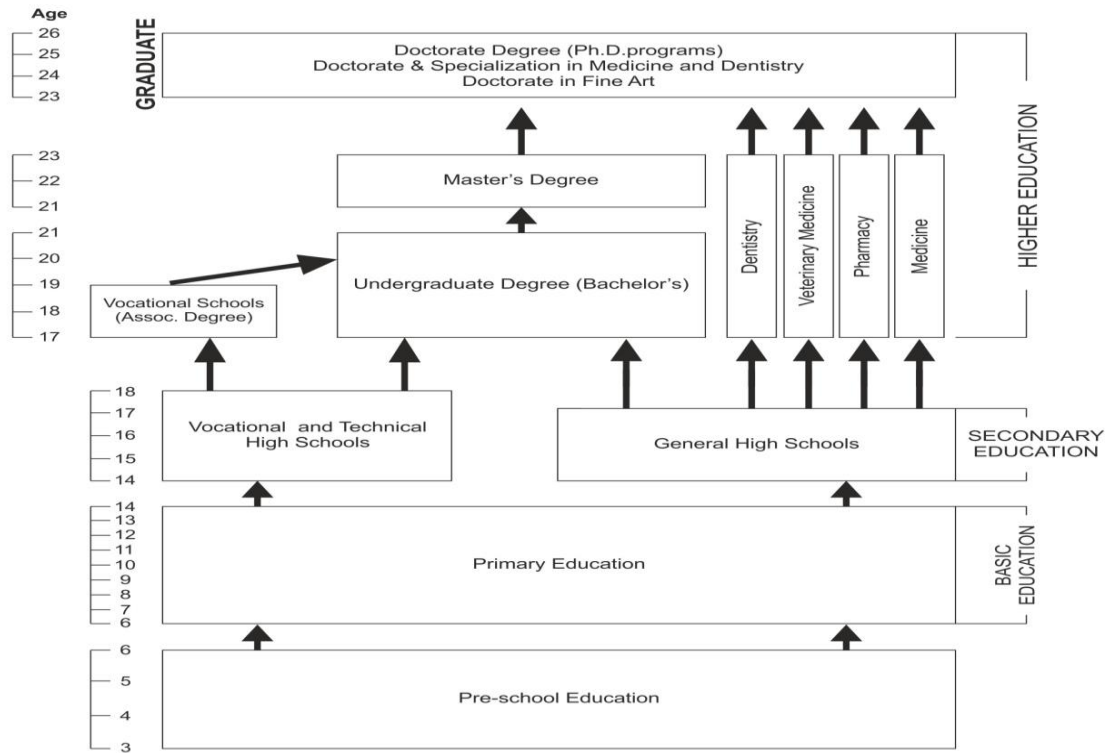 Age
26
25
24
23
GRADUATE
Doctorate Degree (Ph.D.programs)
Doctorate & Specialization in Medicine and Dentistry
Doctorate in Fine Art
HIGHER EDUCATION
23
22
21
Master's Degree
21
20
19
18
17
Vocational Schools
(Assoc. Degree)
Undergraduate Degree (Bachelor's)
Dentistry
Veterinary Medicine
Pharmacy
Medicine
18
17
16
15
14
Vocational and Technical
High Schools
General High Schools
SECONDARY
EDUCATION
14
13
12
11
10
9
8
7
6
Primary Education
BASIC
EDUCATION
6
5
4
3
Pre-school Education